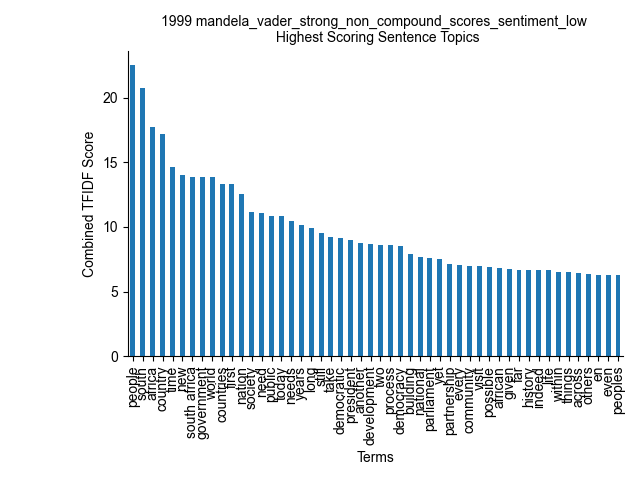 1999 mandela_vader_strong_non_compound_scores_sentiment_low
Highest Scoring Sentence Topics
Combined TFIDF Score
20
15
10
5
0
people
south
africa
country
time
new
south africa
government
world
countries
first
nation
society
need
public
today
needs
years
long
still
take
democratic
president
another
development
two
process
democracy
building
national
parliament
yet
partnership
every
community
visit
possible
african
given
far
history
indeed
life
within
things
across
others
en
even
peoples
Terms